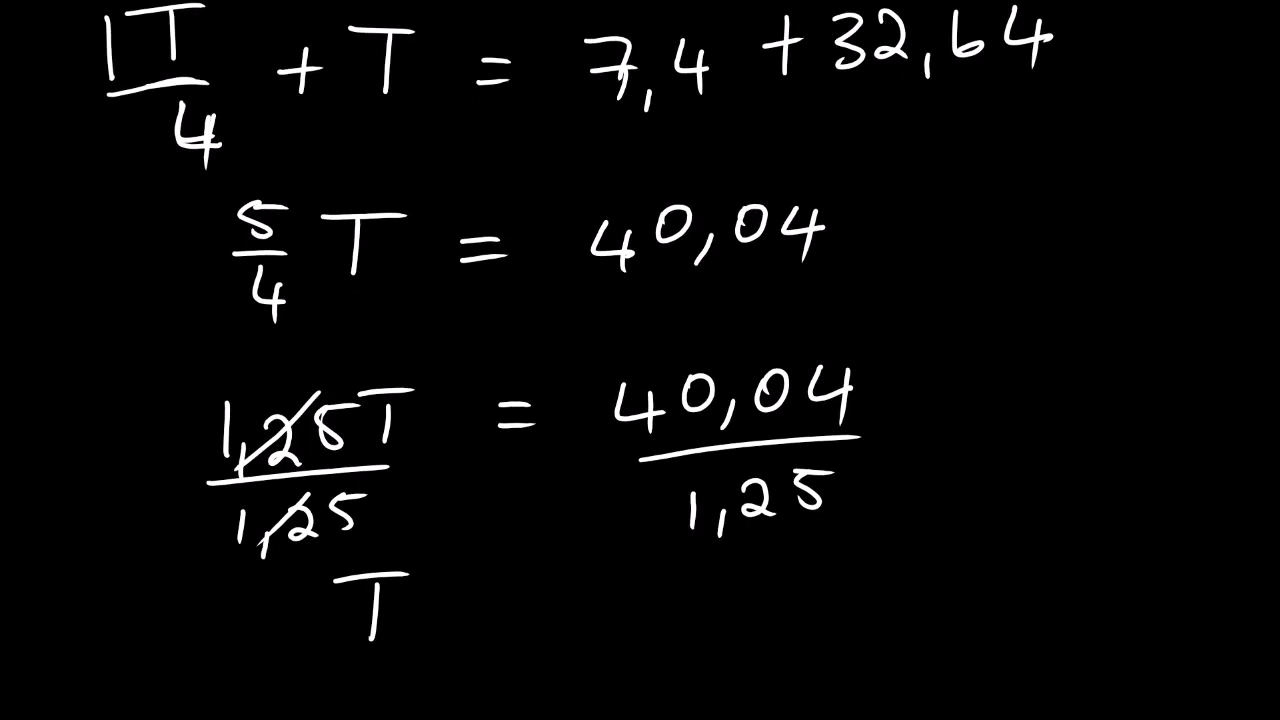 1T/4 + T = 7,4 + 32,64
5/4 T = 40,04
1,25T/1,25 = 40,04/1,25
T